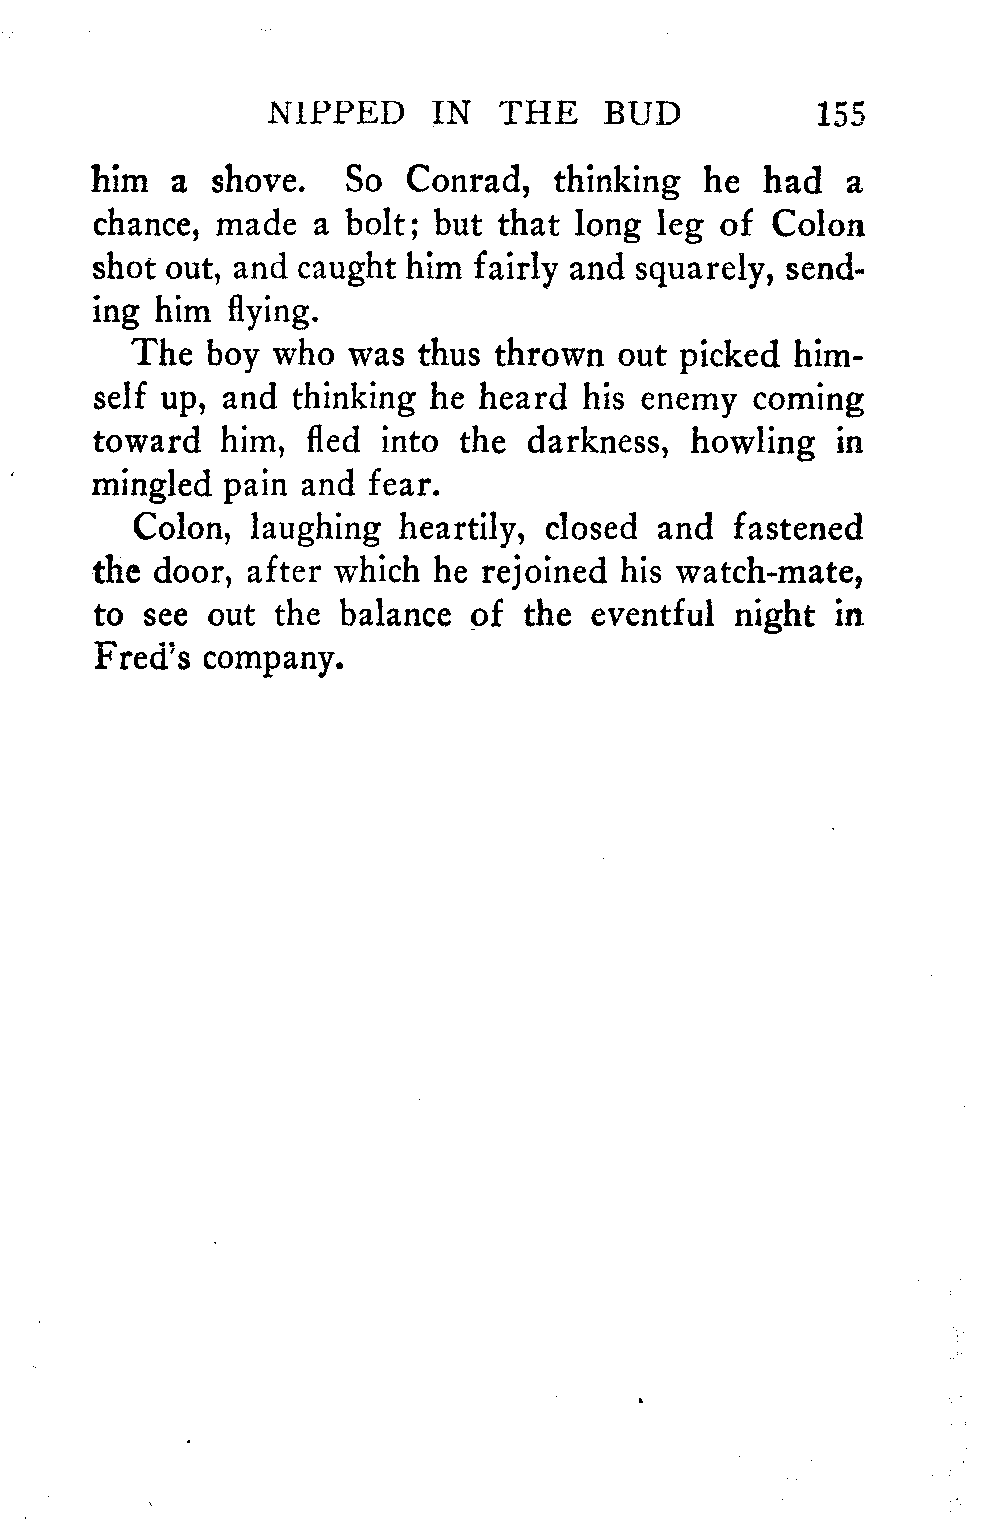 NIPPED IN THE BUD 155
him a shove. So Conrad, thinking he had a
chance, made a bolt; but that long leg of Colon
shot out, and caught him fairly and squarely, send-
ing him flying.
The boy who was thus thrown out picked him-
self up, and thinking he heard his enemy coming
toward him, fled into the darkness, howling in
mingled pain and fear.
Colon, laughing heartily, closed and fastened
the door, after which he rejoined his watch-mate,
to see out the balance of the eventful night in
Fred's company.